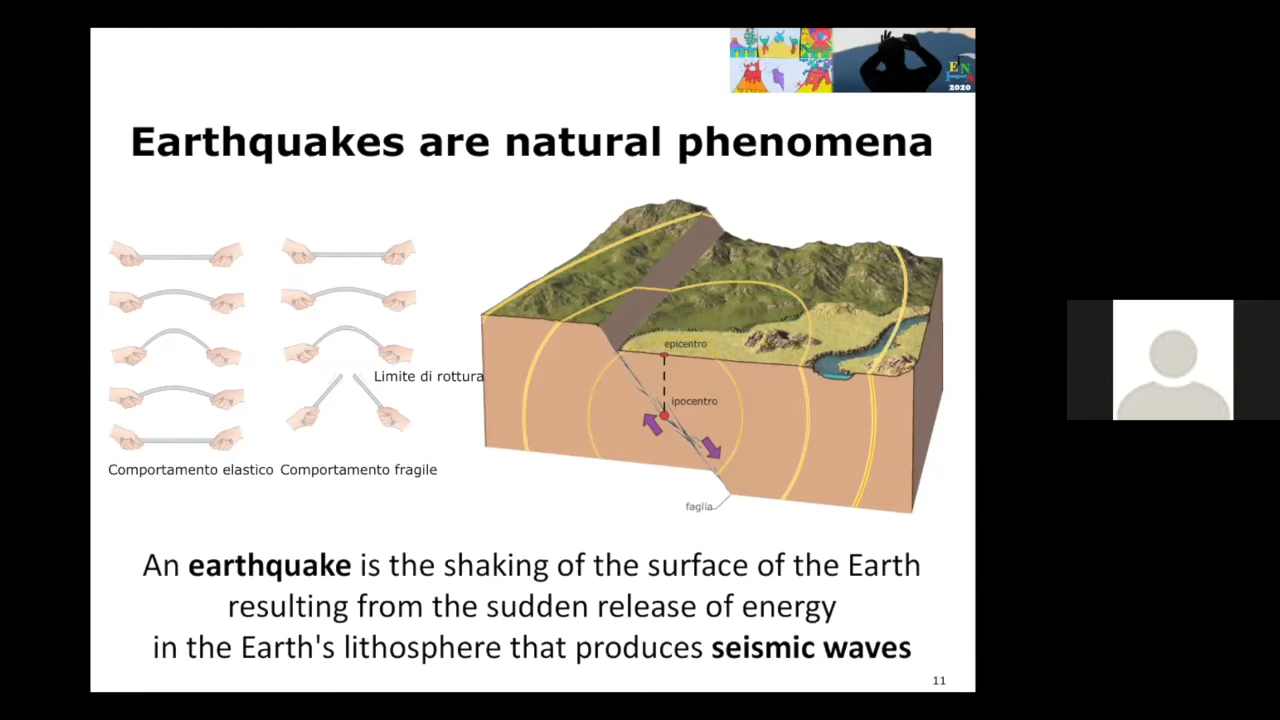 2020
Earthquakes are natural phenomena
Limite di rottura
Comportamento elastico
Comportamento fragile
epicentro
ipocentro
faglia
An earthquake is the shaking of the surface of the Earth
resulting from the sudden release of energy
in the Earth's lithosphere that produces seismic waves
11